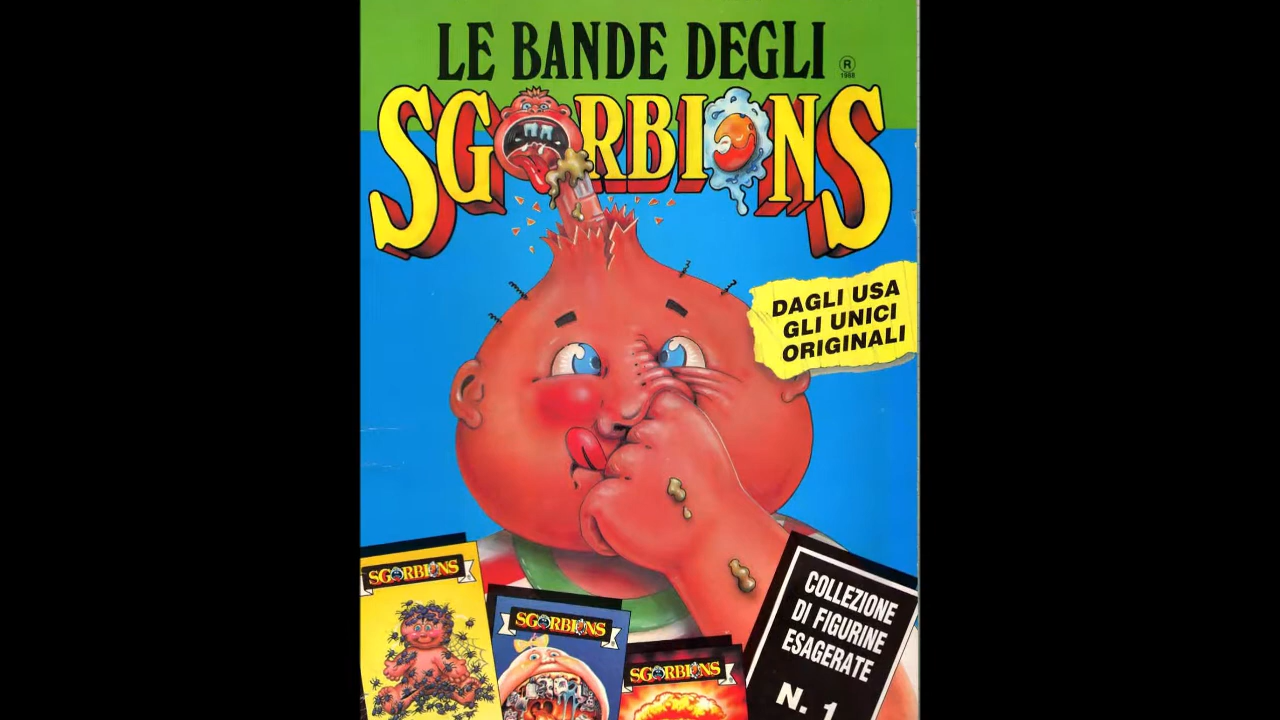 LE BANDE DEGLI
®
1988
SGORBIONS
DAGLI USA
GLI UNICI
ORIGINALI
SGORBIONS
SGORBIONS
SGORBIONS
COLLEZIONE
DI FIGURINE
ESAGERATE
N. 1